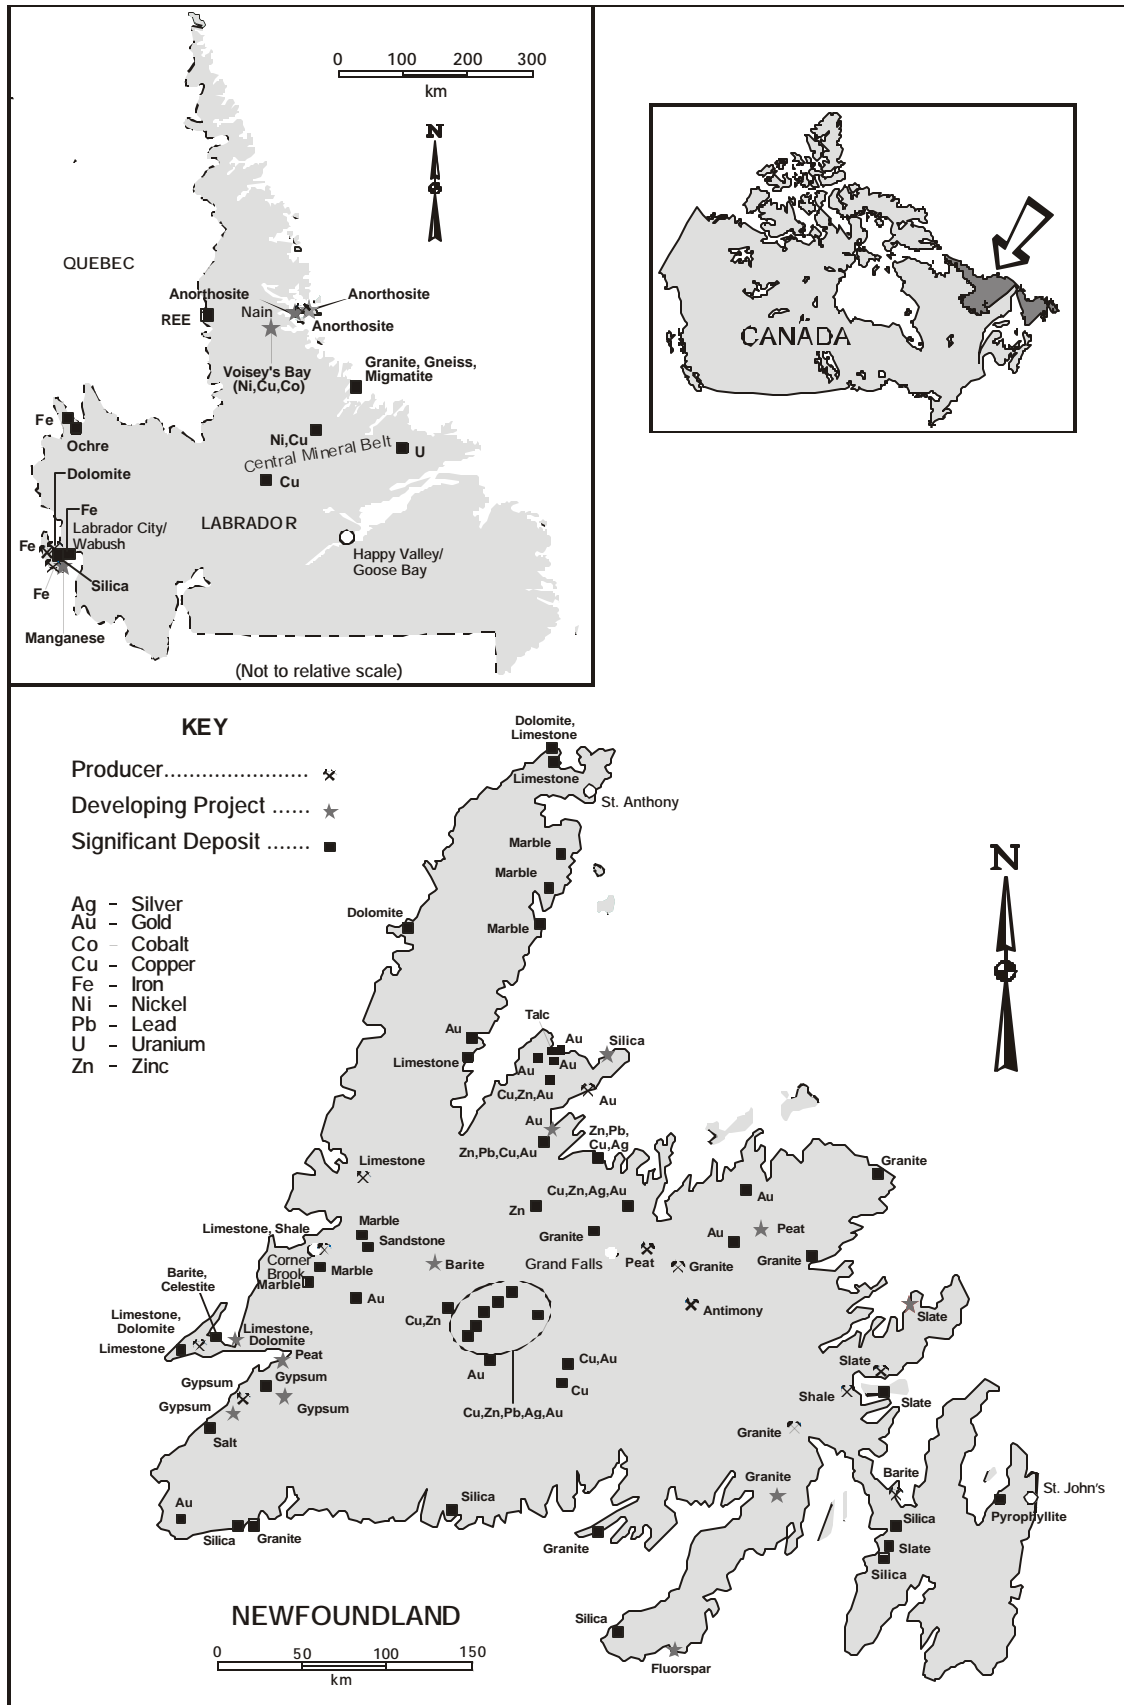 0 100 200 300
km
N
QUEBEC
Anorthosite
Anorthosite
Nain
Anorthosite
REE
Voisey's Bay
(Ni,Cu,Co)
Granite, Gneiss,
Migmatite
Fe
Ochre
Ni,Cu
Central Mineral Belt
U
Cu
Dolomite
Fe
Labrador City/
Wabush
LABRADOR
Fe
Happy Valley/
Goose Bay
Silica
Fe
Manganese
(Not to relative scale)
CANADA
KEY
Producer......................
Developing Project ......
Significant Deposit .......
Ag – Silver
Au – Gold
Co – Cobalt
Cu – Copper
Fe – Iron
Ni – Nickel
Pb – Lead
U – Uranium
Zn – Zinc
N
Dolomite,
Limestone
Limestone
St. Anthony
Marble
Marble
Dolomite
Marble
Talc
Au
Au
Silica
Limestone
Au
Au
Cu,Zn,Au
Au
Au
Zn,Pb,
Cu,Ag
Zn,Pb,Cu,Au
Limestone
Granite
Cu,Zn,Ag,Au
Au
Zn
Marble
Limestone, Shale
Granite
Au
Peat
Sandstone
Corner
Brook
Barite
Grand Falls
Peat
Granite
Granite
Marble
Marble
Barite,
Celestite
Au
Antimony
Limestone,
Dolomite
Cu,Zn
Slate
Limestone,
Dolomite
Limestone
Peat
Cu,Au
Slate
Au
Gypsum
Gypsum
Cu
Shale
Slate
Gypsum
Gypsum
Cu,Zn,Pb,Ag,Au
Salt
Granite
Barite
Granite
St. John's
Au
Silica
Pyrophyllite
Silica
Silica
Granite
Granite
Slate
Silica
NEWFOUNDLAND
Silica
0 50 100 150
km
Fluorspar